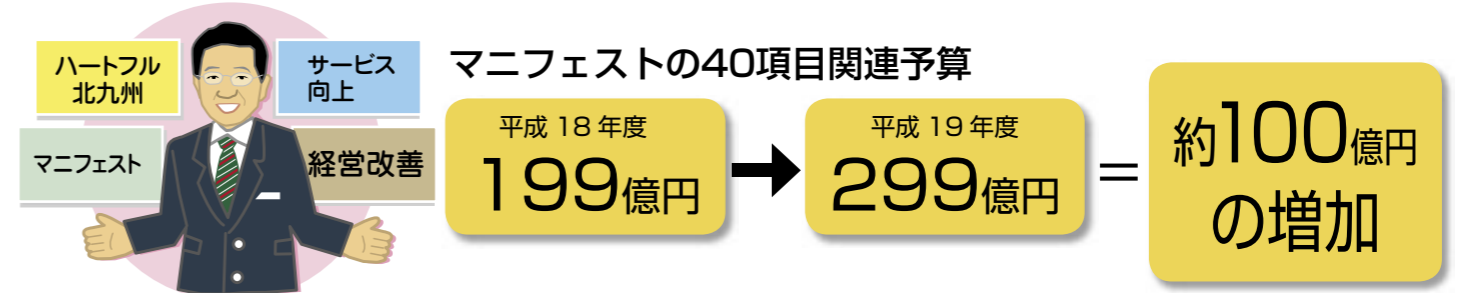 ハートフル
北九州
サービス
向上
マニフェスト
経営改善
マニフェストの40項目関連予算
平成 18 年度
199億円
平成 19 年度
299億円
＝
約100億円
の増加